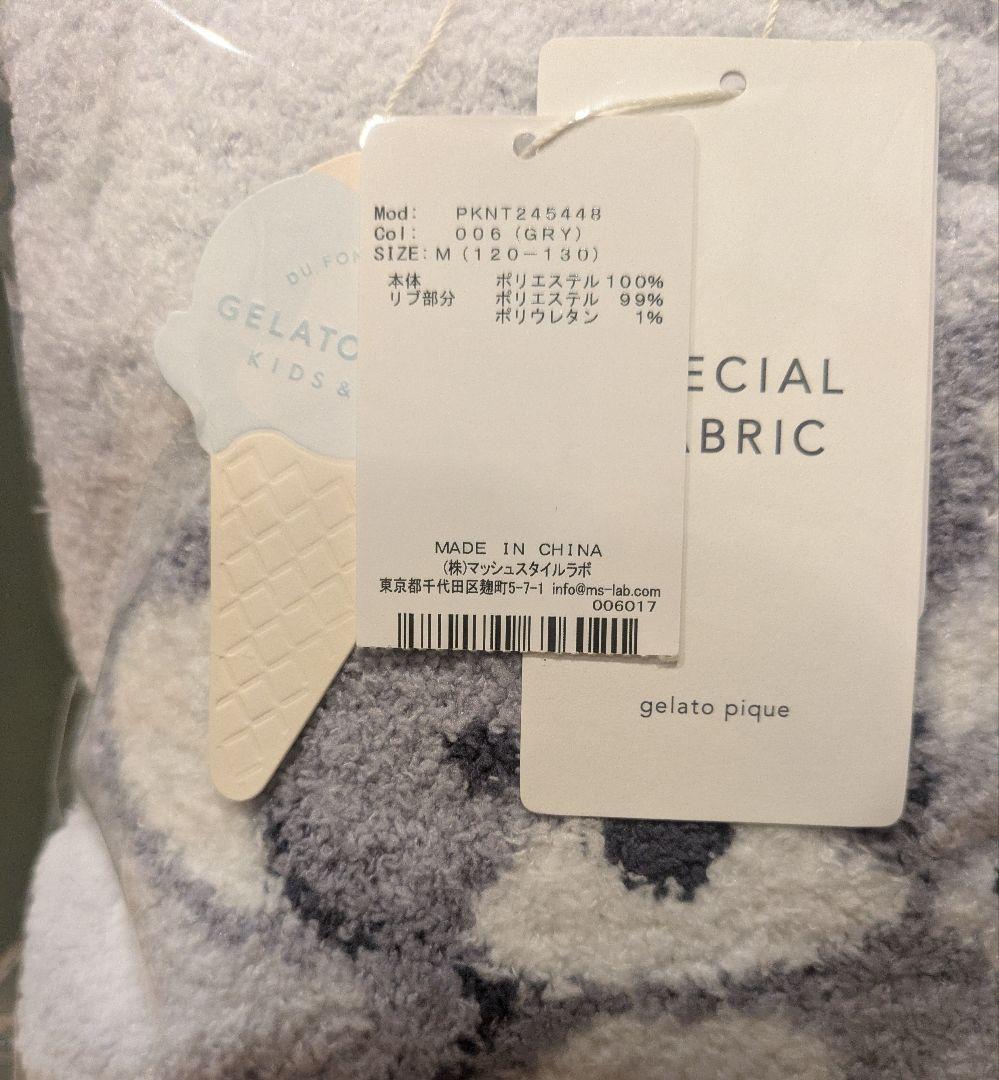 Mod: PKNT245448
Col: 006 (GRY)
SIZE: M (120-130)
本体 ポリエステル 100%
リブ部分 ポリエステル 99%
ポリウレタン 1%
MADE IN CHINA
(株)マッシュスタイルラボ
東京都千代田区麹町5-7-1 info@ms-lab.com
006017
DU FON
GELATO
KIDS &
ECIAL
ABRIC
gelato pique